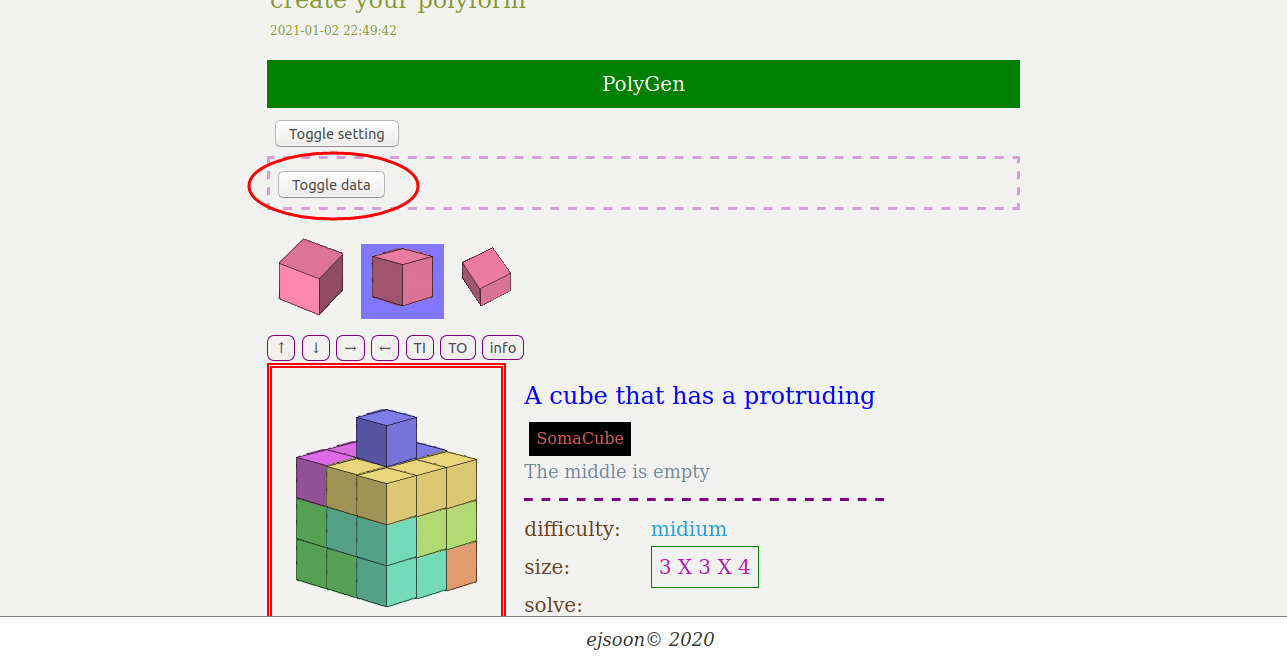 create your polyform
2021-01-02 22:49:42
PolyGen
Toggle setting
Toggle data
↑ ↓ → ← TI TO info
A cube that has a protruding
SomaCube
The middle is empty
difficulty: midium
size: 3 X 3 X 4
solve:
ejsoon© 2020